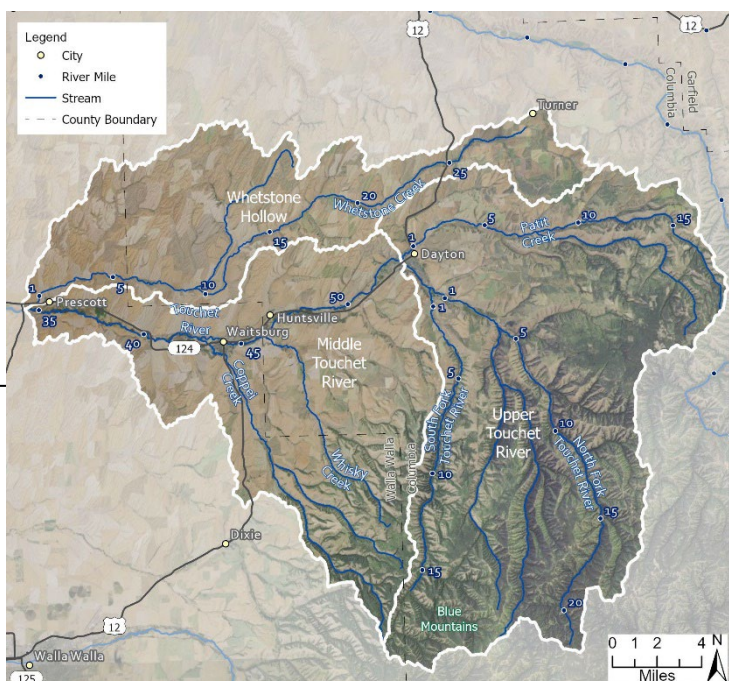 Legend
City
River Mile
Stream
County Boundary
12
12
Garfield
Columbia
Turner
Whetstone
Hollow
Whetstone Creek
25
20
15
10
5
1
Patit
Creek
1
5
10
15
Dayton
Prescott
35
Touchet
River
Huntsville
50
Waitsburg
40
45
124
Coppei
Creek
Middle
Touchet
River
Whisky
Creek
Walla Walla
Columbia
1
1
5
5
South Fork
Touchet River
10
15
Upper
Touchet
River
10
North Fork
Touchet River
15
20
Dixie
Blue
Mountains
12
Walla Walla
125
0 1 2 4
Miles
N